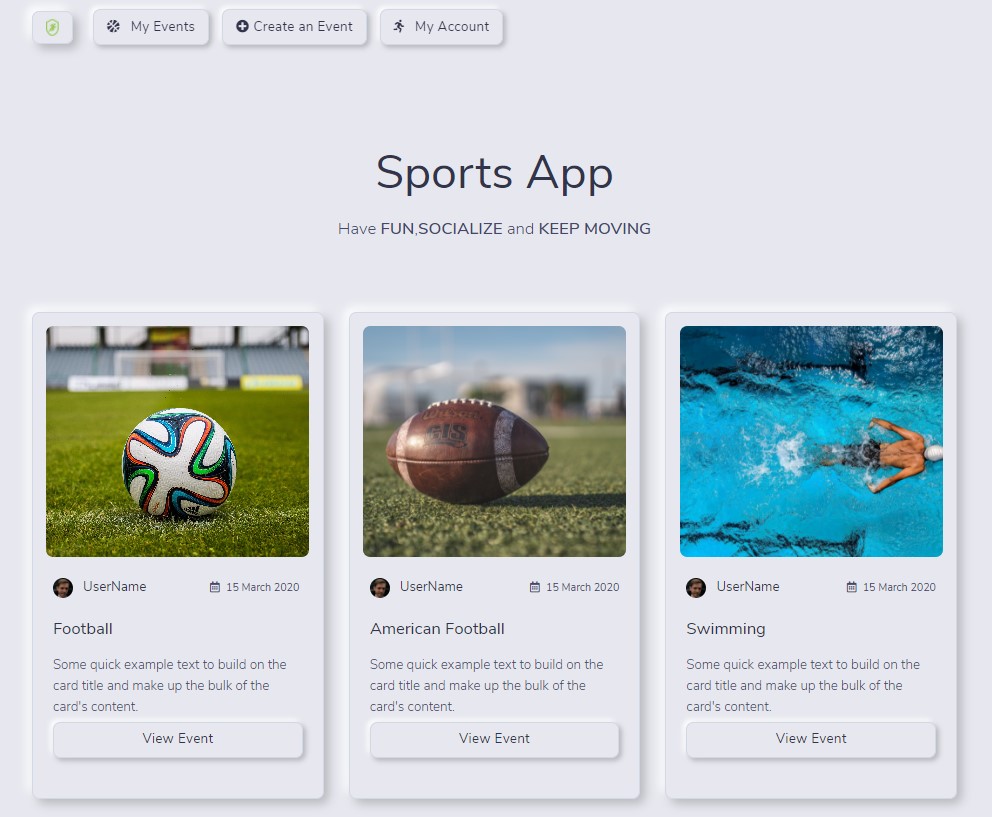 My Events
Create an Event
My Account
Sports App
Have FUN,SOCIALIZE and KEEP MOVING
UserName
15 March 2020
Football
Some quick example text to build on the
card title and make up the bulk of the
card's content.
View Event
UserName
15 March 2020
American Football
Some quick example text to build on the
card title and make up the bulk of the
card's content.
View Event
UserName
15 March 2020
Swimming
Some quick example text to build on the
card title and make up the bulk of the
card's content.
View Event